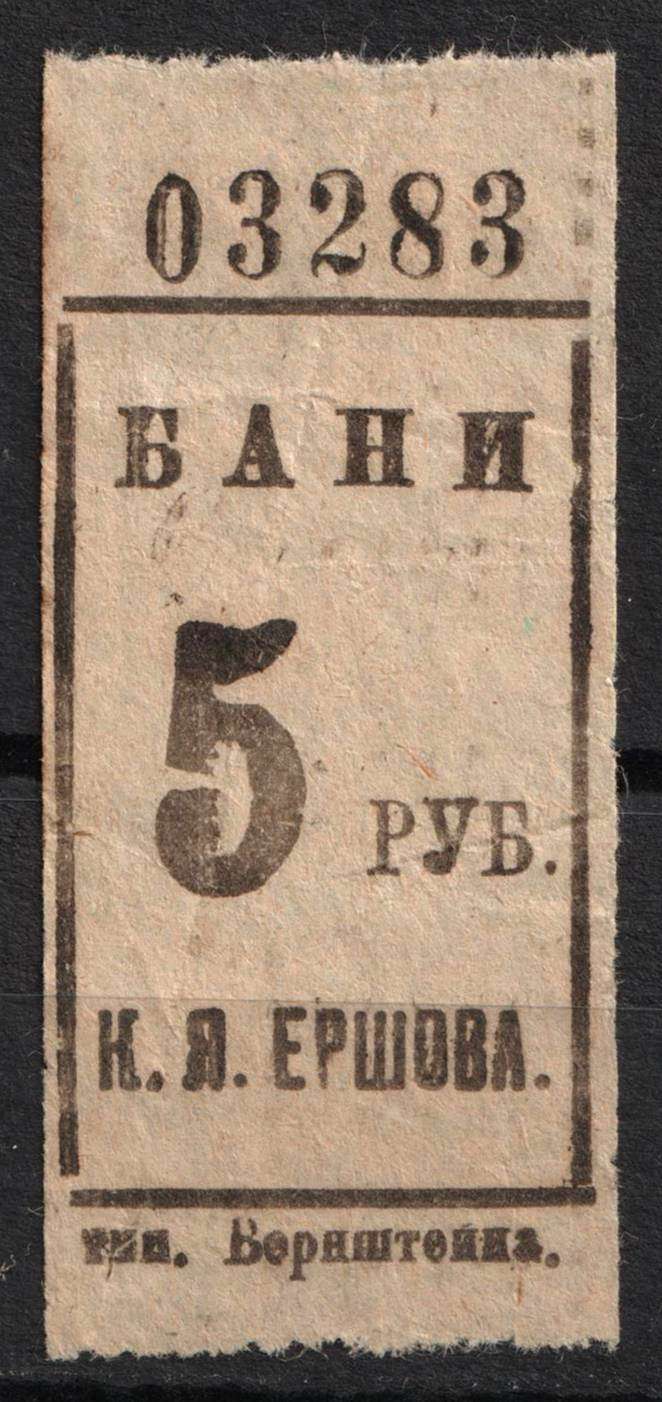 03283
БАНИ
5 РУБ.
К. Я. ЕРШОВА.
тип. Бернштейна.